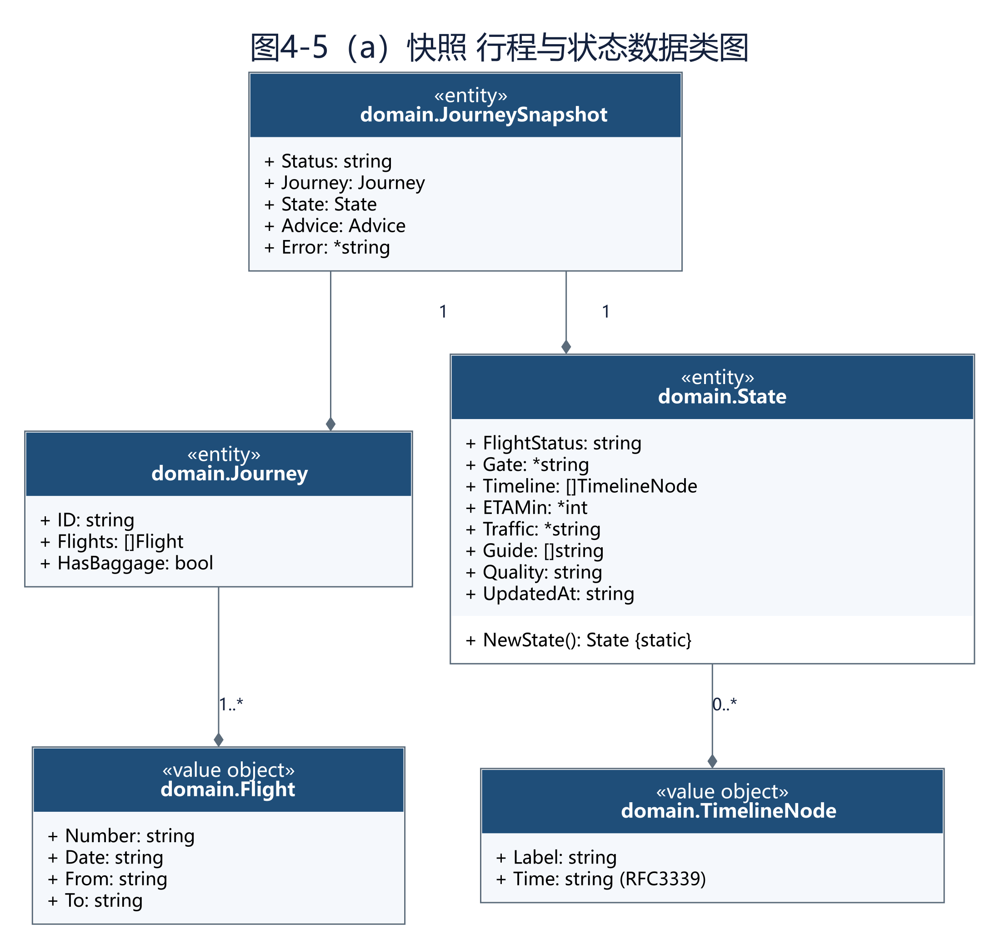 图4-5（a）快照 行程与状态数据类图
«entity»
domain.JourneySnapshot
+ Status: string
+ Journey: Journey
+ State: State
+ Advice: Advice
+ Error: *string
1
1
«entity»
domain.State
+ FlightStatus: string
+ Gate: *string
+ Timeline: []TimelineNode
+ ETAMin: *int
+ Traffic: *string
+ Guide: []string
+ Quality: string
+ UpdatedAt: string
+ NewState(): State {static}
«entity»
domain.Journey
+ ID: string
+ Flights: []Flight
+ HasBaggage: bool
1..*
0..*
«value object»
domain.Flight
+ Number: string
+ Date: string
+ From: string
+ To: string
«value object»
domain.TimelineNode
+ Label: string
+ Time: string (RFC3339)